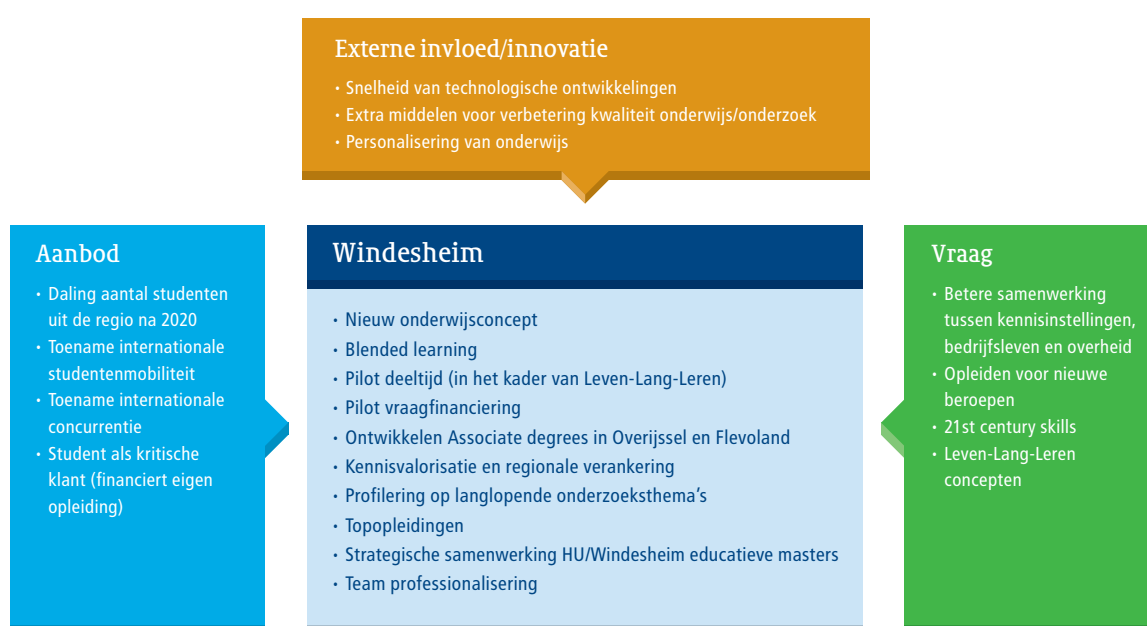 Externe invloed/innovatie
· Snelheid van technologische ontwikkelingen
· Extra middelen voor verbetering kwaliteit onderwijs/onderzoek
· Personalisering van onderwijs
Aanbod
· Daling aantal studenten
uit de regio na 2020
· Toename internationale
studentenmobiliteit
· Toename internationale
concurrentie
· Student als kritische
klant (financiert eigen
opleiding)
Windesheim
· Nieuw onderwijsconcept
· Blended learning
· Pilot deeltijd (in het kader van Leven-Lang-Leren)
· Pilot vraagfinanciering
· Ontwikkelen Associate degrees in Overijssel en Flevoland
· Kennisvalorisatie en regionale verankering
· Profilering op langlopende onderzoeksthema's
· Topopleidingen
· Strategische samenwerking HU/Windesheim educatieve masters
· Team professionalisering
Vraag
· Betere samenwerking
tussen kennisinstellingen,
bedrijfsleven en overheid
· Opleiden voor nieuwe
beroepen
· 21st century skills
· Leven-Lang-Leren
concepten